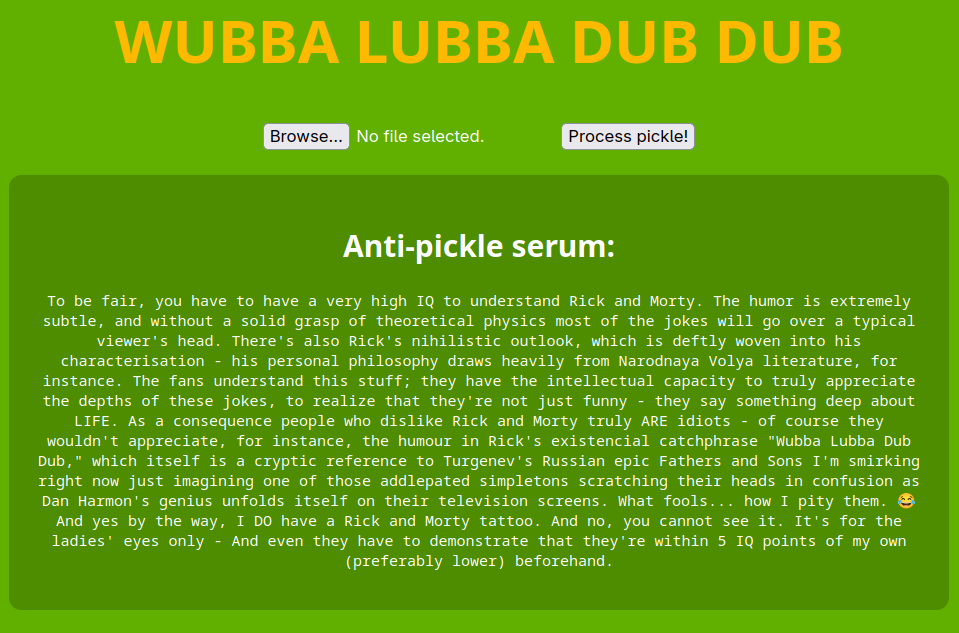 WUBBA LUBBA DUB DUB
Browse... No file selected. Process pickle!
Anti-pickle serum:
To be fair, you have to have a very high IQ to understand Rick and Morty. The humor is extremely
subtle, and without a solid grasp of theoretical physics most of the jokes will go over a typical
viewer's head. There's also Rick's nihilistic outlook, which is deftly woven into his
characterisation - his personal philosophy draws heavily from Narodnaya Volya literature, for
instance. The fans understand this stuff; they have the intellectual capacity to truly appreciate
the depths of these jokes, to realize that they're not just funny - they say something deep about
LIFE. As a consequence people who dislike Rick and Morty truly ARE idiots - of course they
wouldn't appreciate, for instance, the humour in Rick's existencial catchphrase "Wubba Lubba Dub
Dub," which itself is a cryptic reference to Turgenev's Russian epic Fathers and Sons I'm smirking
right now just imagining one of those addlepated simpletons scratching their heads in confusion as
Dan Harmon's genius unfolds itself on their television screens. What fools... how I pity them. 😂
And yes by the way, I DO have a Rick and Morty tattoo. And no, you cannot see it. It's for the
ladies' eyes only - And even they have to demonstrate that they're within 5 IQ points of my own
(preferably lower) beforehand.